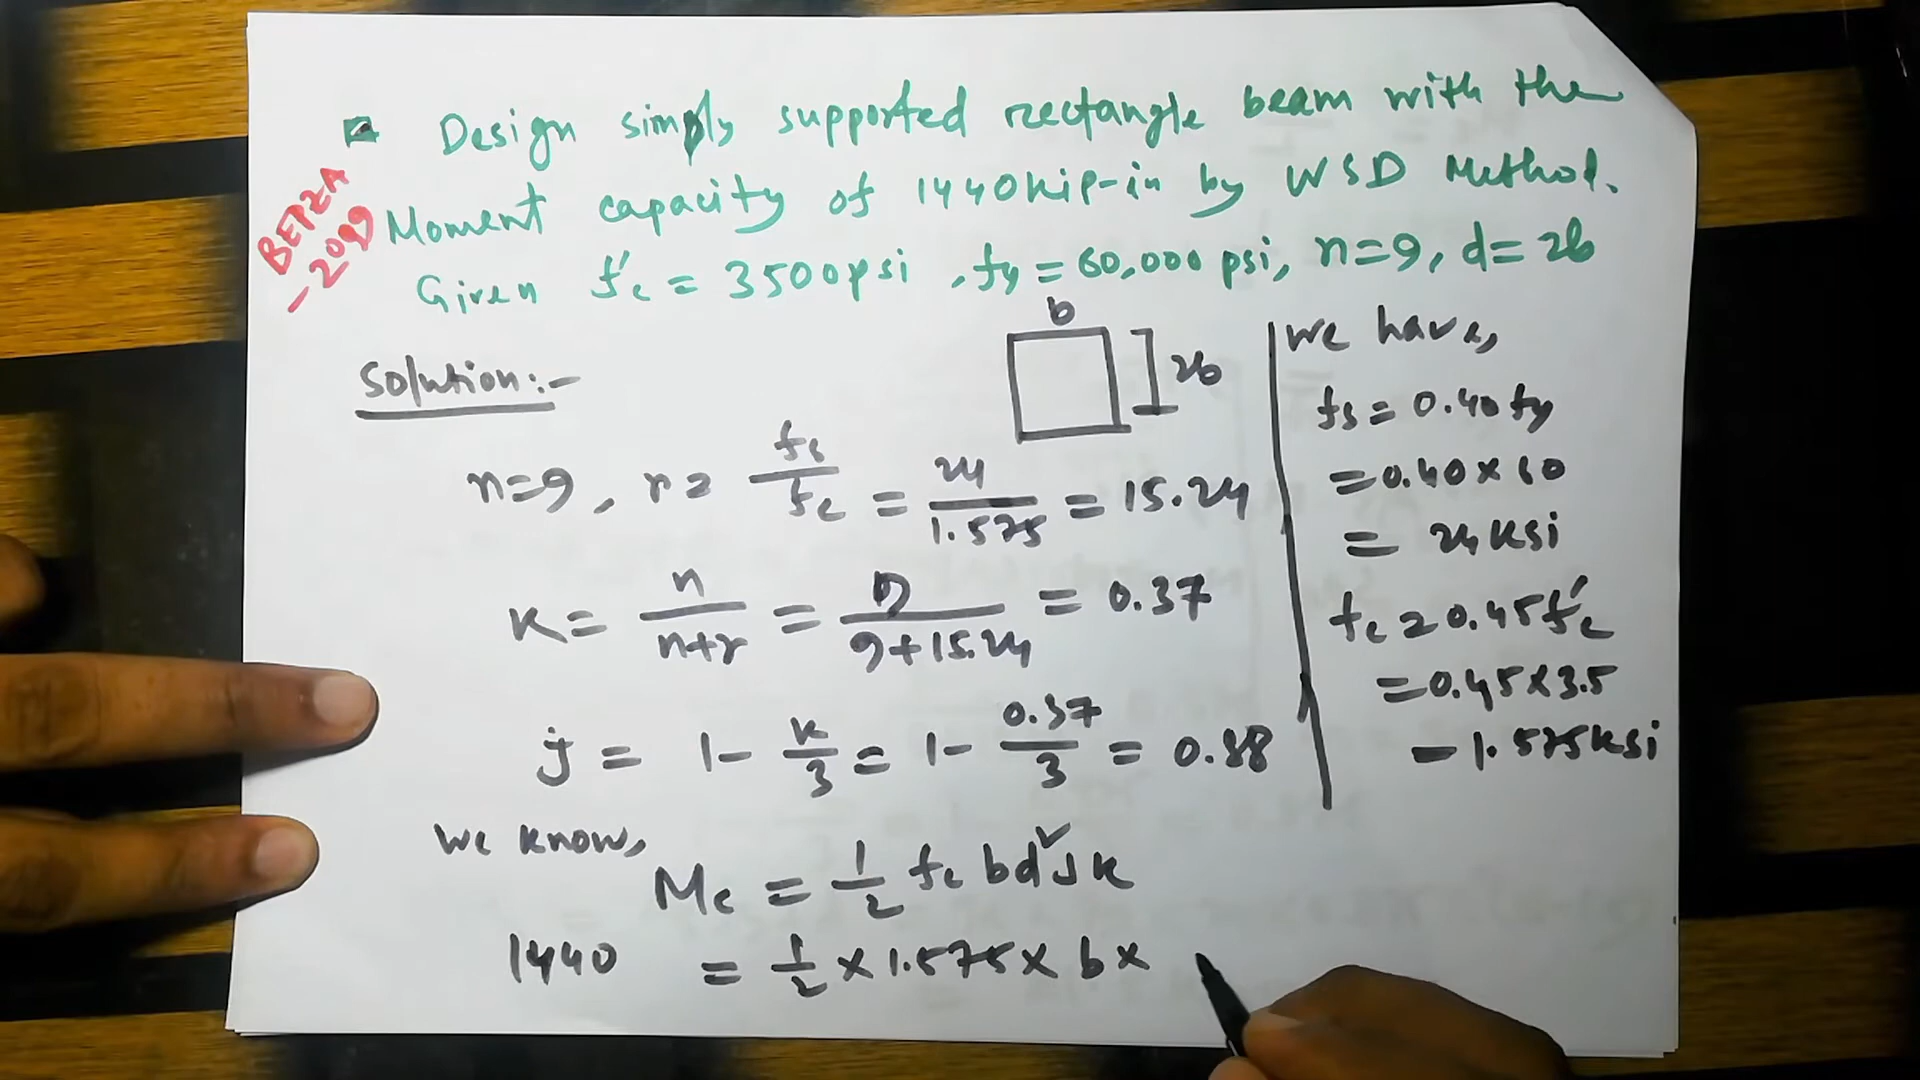 Design simply supported rectangle beam with the
Moment capacity of 1440 kip-in by WSD Method.
Given f'c = 3500 psi, fy = 60,000 psi, n=9, d=26
-2019
Solution:-
b
26
n=9, r = fs/fc = 24/1.575 = 15.24
K = n/(n+r) = 9/(9+15.24) = 0.37
j = 1 - k/3 = 1 - 0.37/3 = 0.88
We know,
Mc = 1/2 fc bd²jk
1440 = 1/2 × 1.575 × b ×
We have,
fs = 0.40 fy
= 0.40 × 60
= 24 ksi
fc = 0.45 f'c
= 0.45 × 3.5
= 1.575 ksi